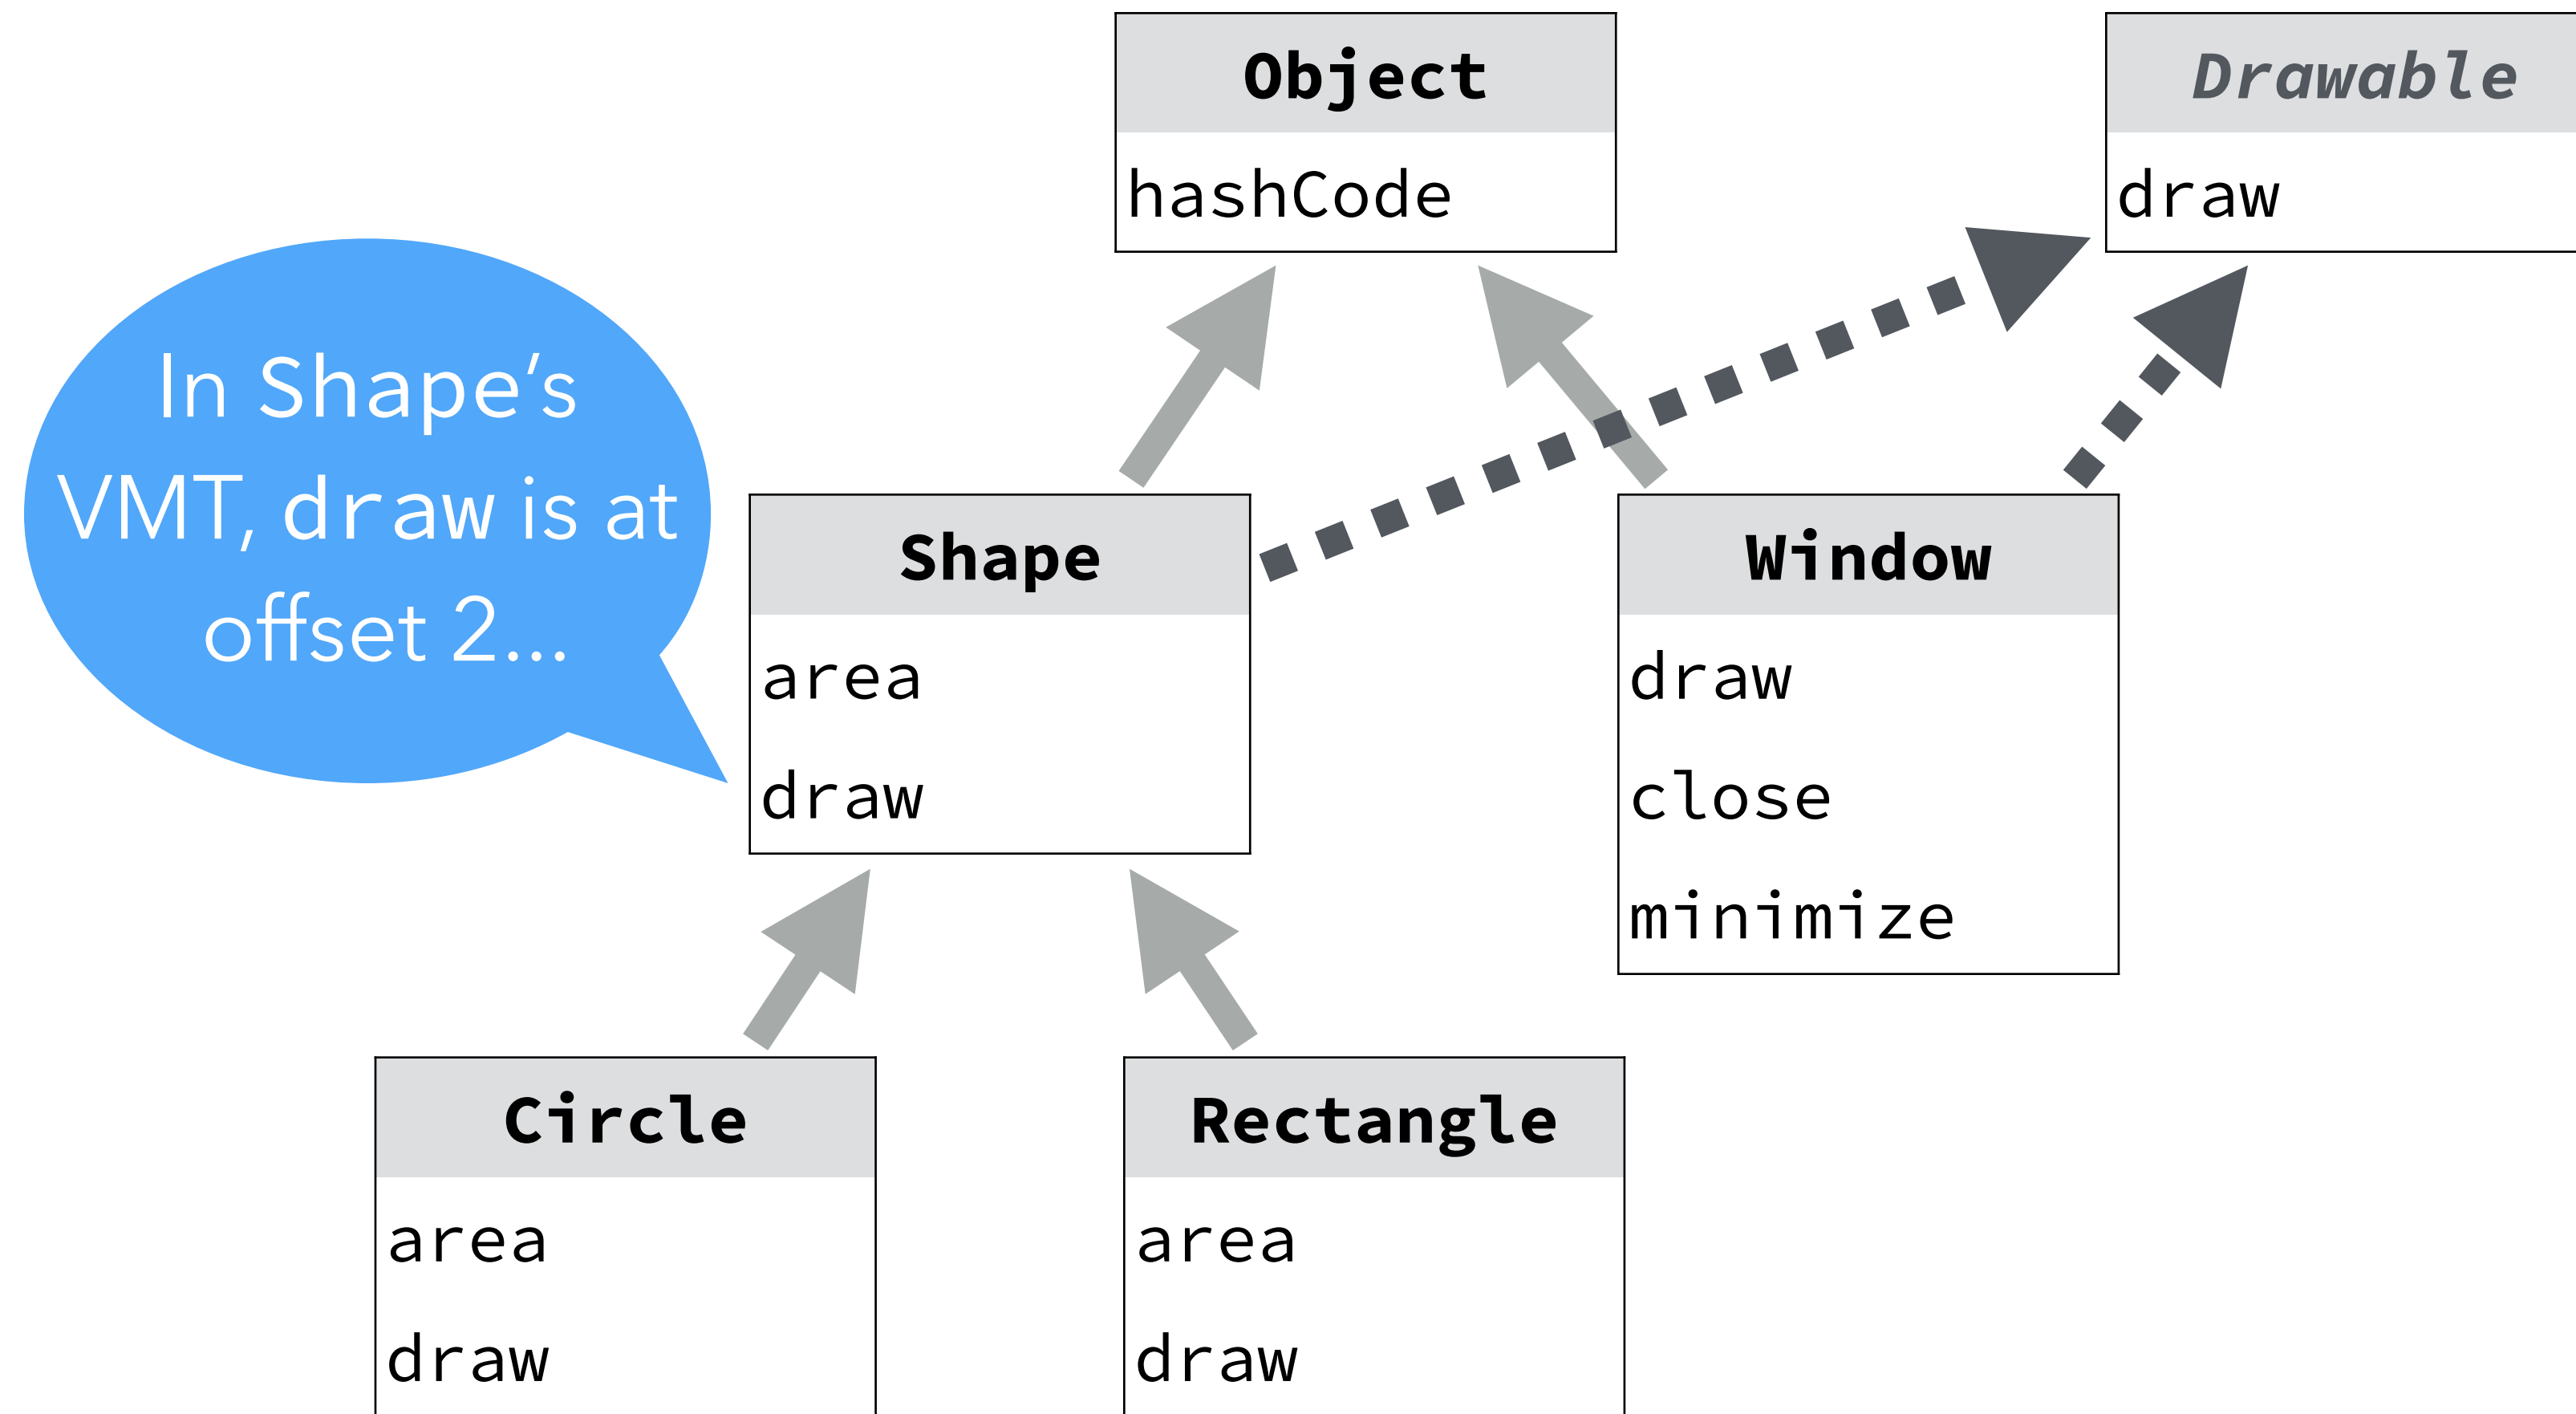 Object
hashCode
Drawable
draw
In Shape’s
VMT, draw is at
offset 2...
Shape
area
draw
Window
draw
close
minimize
Circle
area
draw
Rectangle
area
draw